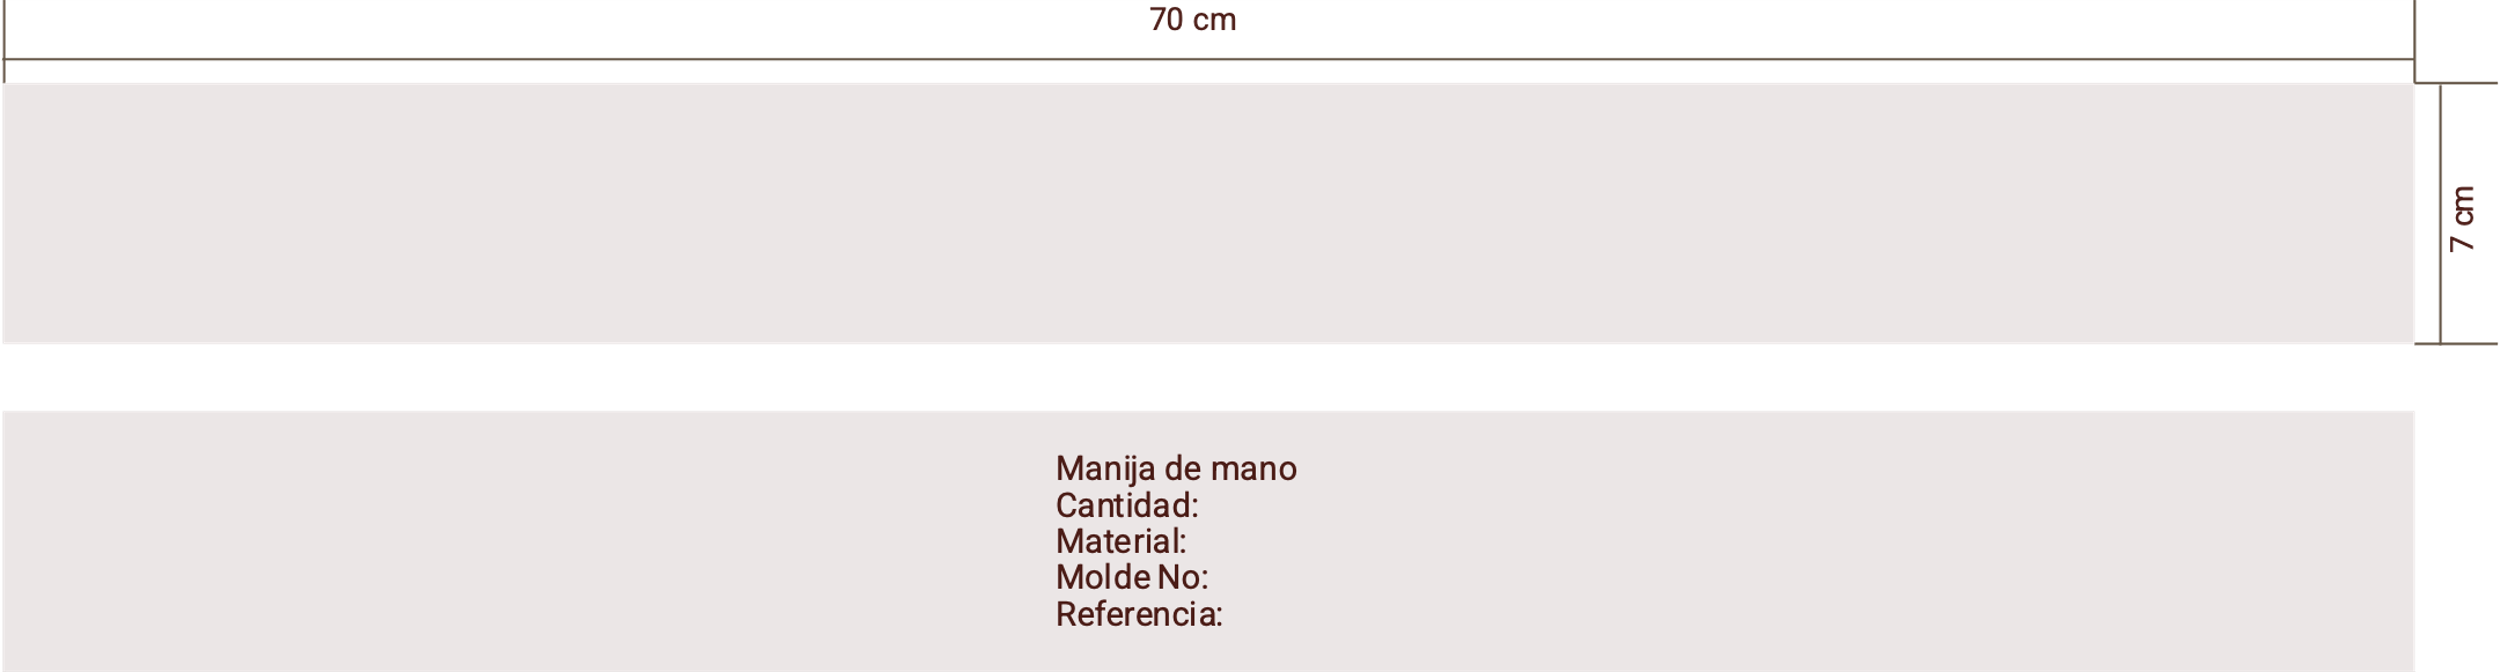 70 cm
7 cm
Manija de mano
Cantidad:
Material:
Molde No:
Referencia: